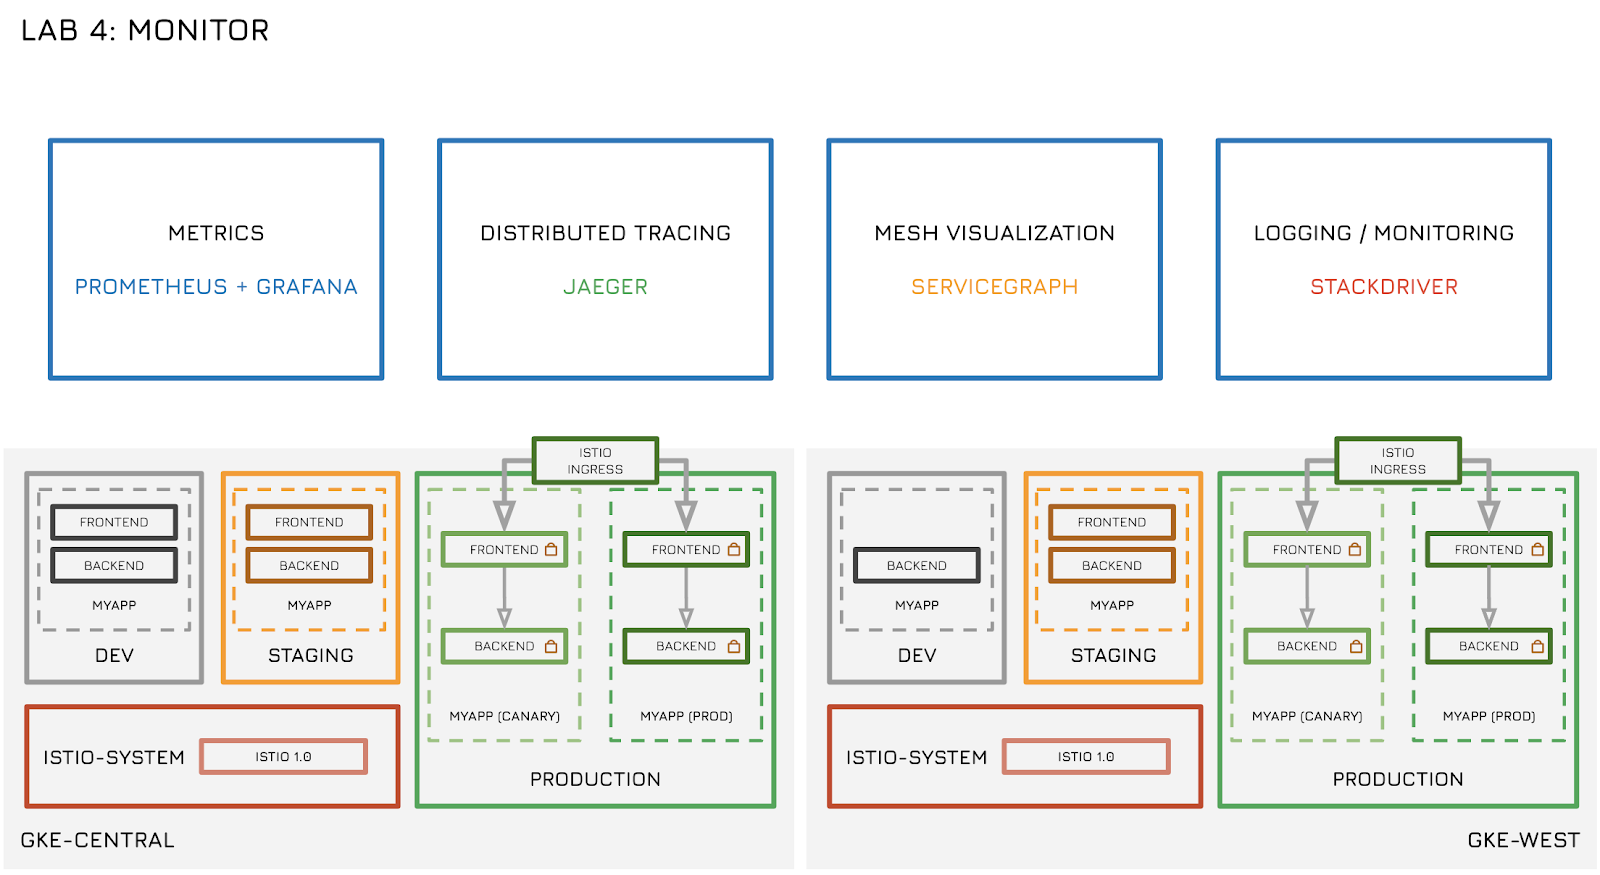 LAB 4: MONITOR
METRICS
PROMETHEUS + GRAFANA
DISTRIBUTED TRACING
JAEGER
MESH VISUALIZATION
SERVICEGRAPH
LOGGING / MONITORING
STACKDRIVER
FRONTEND
BACKEND
MYAPP
DEV
FRONTEND
BACKEND
MYAPP
STAGING
ISTIO
INGRESS
FRONTEND
BACKEND
MYAPP (CANARY)
FRONTEND
BACKEND
MYAPP (PROD)
PRODUCTION
ISTIO-SYSTEM
ISTIO 1.0
GKE-CENTRAL
BACKEND
MYAPP
DEV
FRONTEND
BACKEND
MYAPP
STAGING
ISTIO
INGRESS
FRONTEND
BACKEND
MYAPP (CANARY)
FRONTEND
BACKEND
MYAPP (PROD)
PRODUCTION
ISTIO-SYSTEM
ISTIO 1.0
GKE-WEST